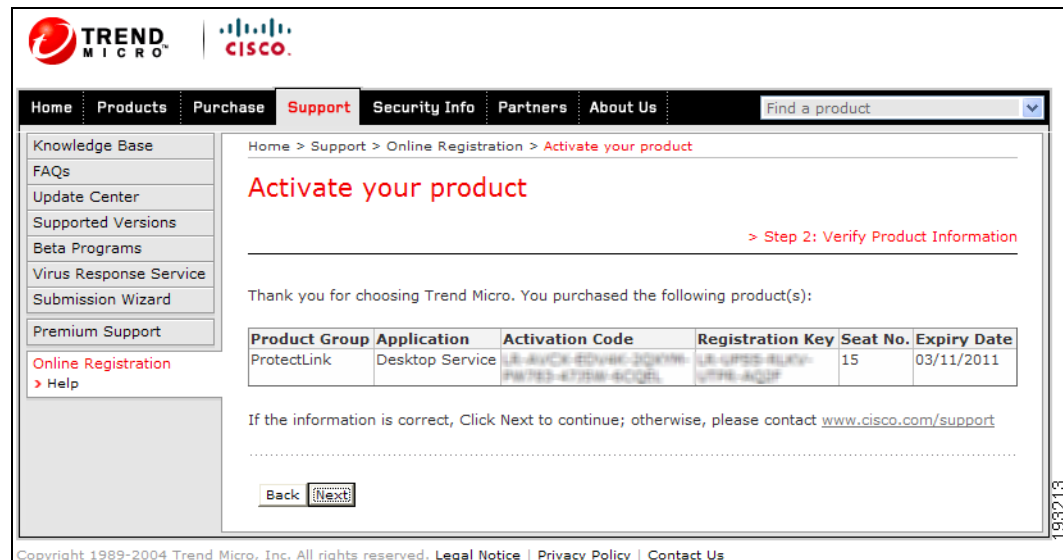 TREND MICRO™
CISCO.
Home Products Purchase Support Security Info Partners About Us Find a product
Knowledge Base
FAQs
Update Center
Supported Versions
Beta Programs
Virus Response Service
Submission Wizard
Premium Support
Online Registration
> Help
Home > Support > Online Registration > Activate your product
Activate your product
> Step 2: Verify Product Information
Thank you for choosing Trend Micro. You purchased the following product(s):
Product Group Application Activation Code Registration Key Seat No. Expiry Date
ProtectLink Desktop Service 15 03/11/2011
If the information is correct, Click Next to continue; otherwise, please contact www.cisco.com/support
Back Next
193213
Copyright 1989-2004 Trend Micro, Inc. All rights reserved. Legal Notice | Privacy Policy | Contact Us